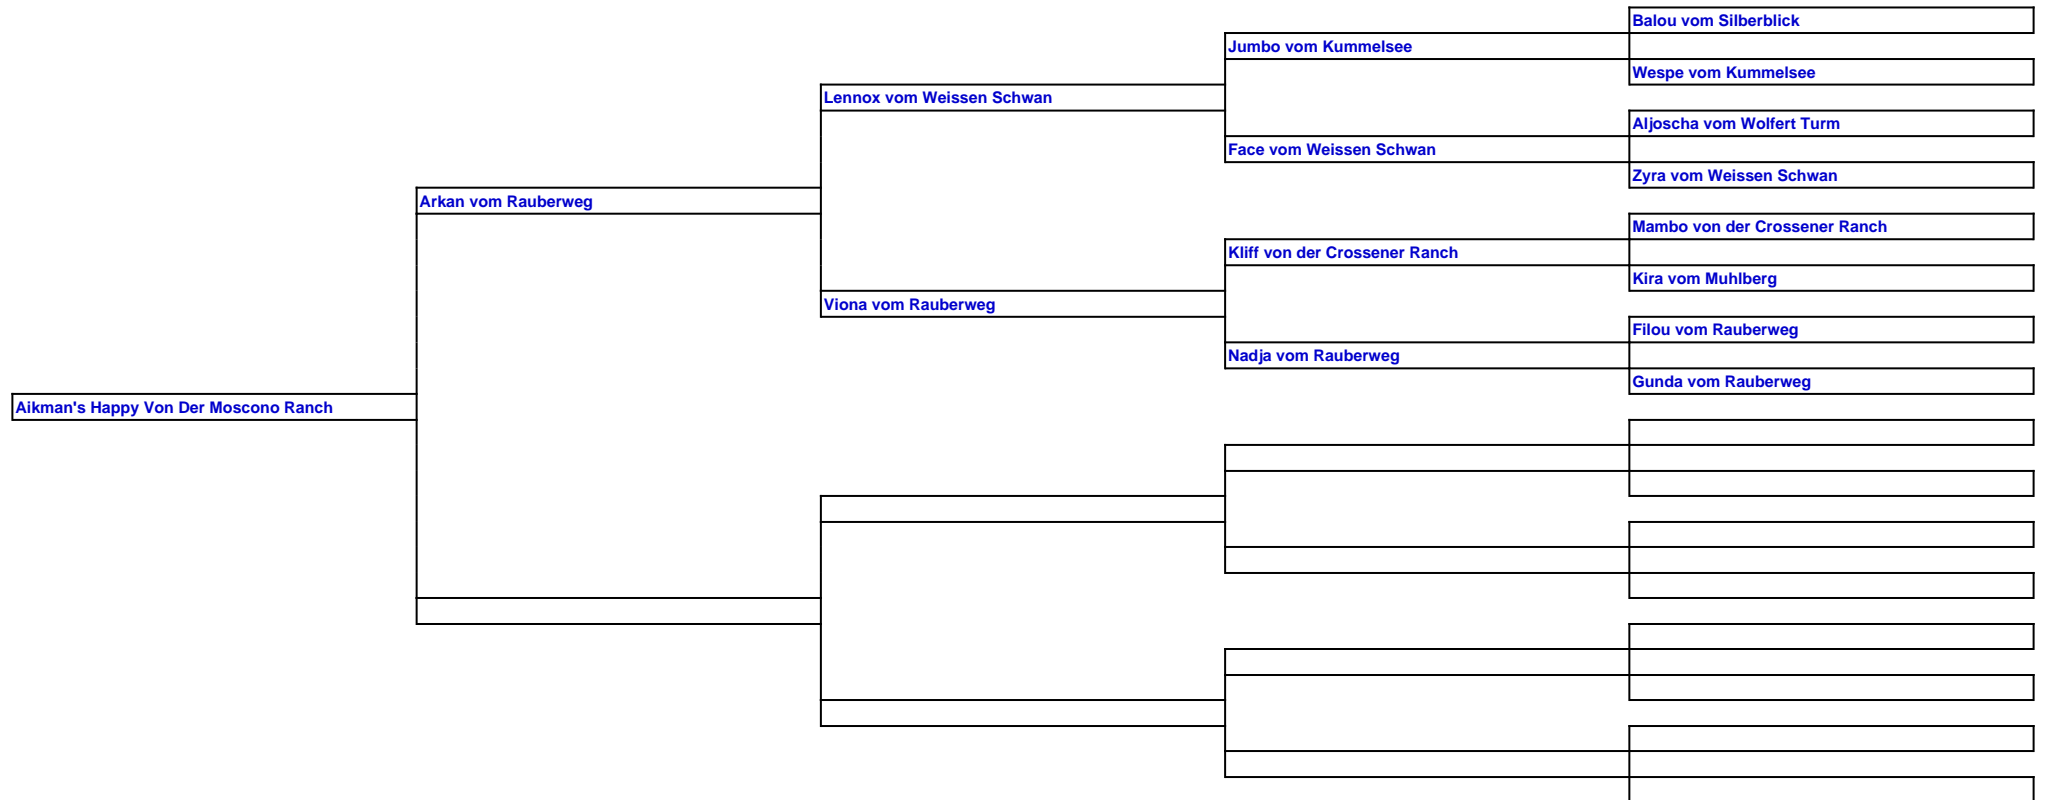 Balou vom Silberblick
Jumbo vom Kummelsee
Wespe vom Kummelsee
Lennox vom Weissen Schwan
Aljoscha vom Wolfert Turm
Face vom Weissen Schwan
Zyra vom Weissen Schwan
Arkan vom Rauberweg
Mambo von der Crossener Ranch
Kliff von der Crossener Ranch
Kira vom Muhlberg
Viona vom Rauberweg
Filou vom Rauberweg
Nadja vom Rauberweg
Gunda vom Rauberweg
Aikman's Happy Von Der Moscono Ranch